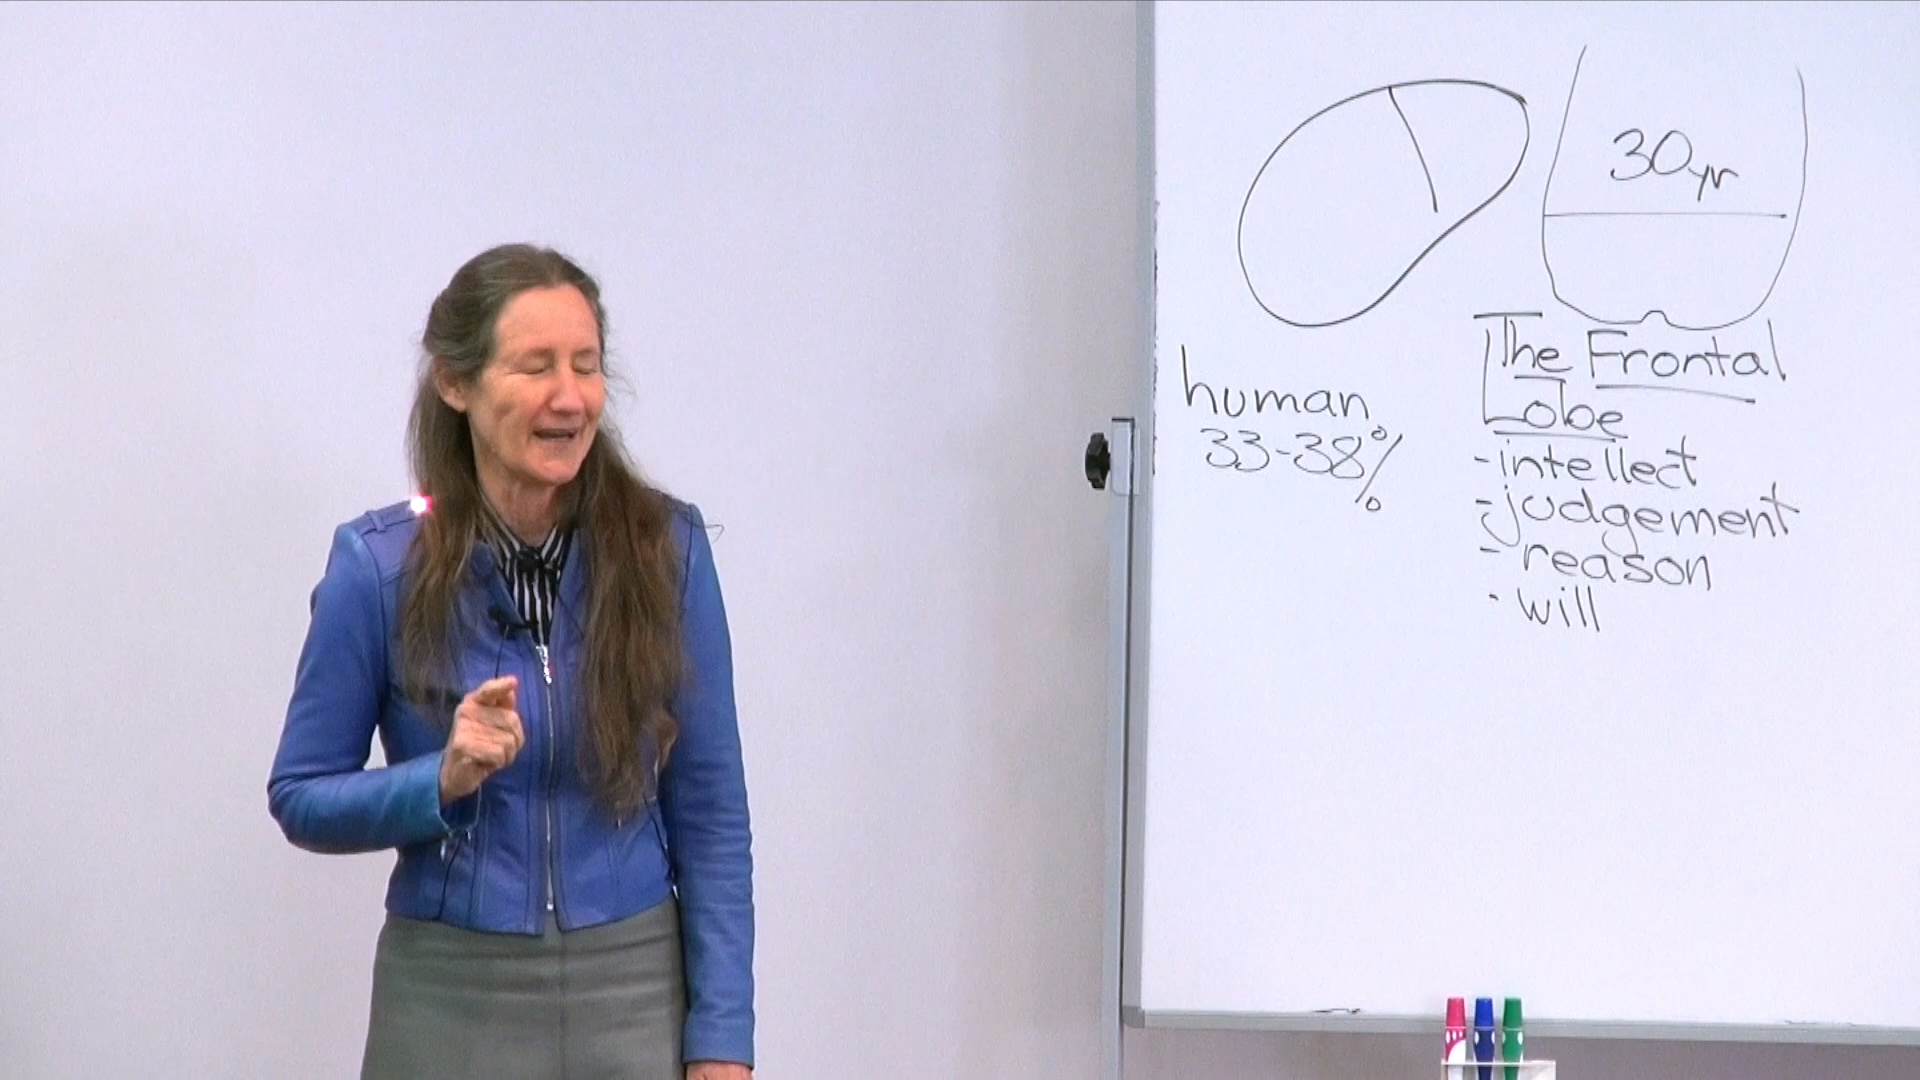 30yr
human
33-38%
The Frontal
Lobe
-intellect
-judgement
- reason
- will